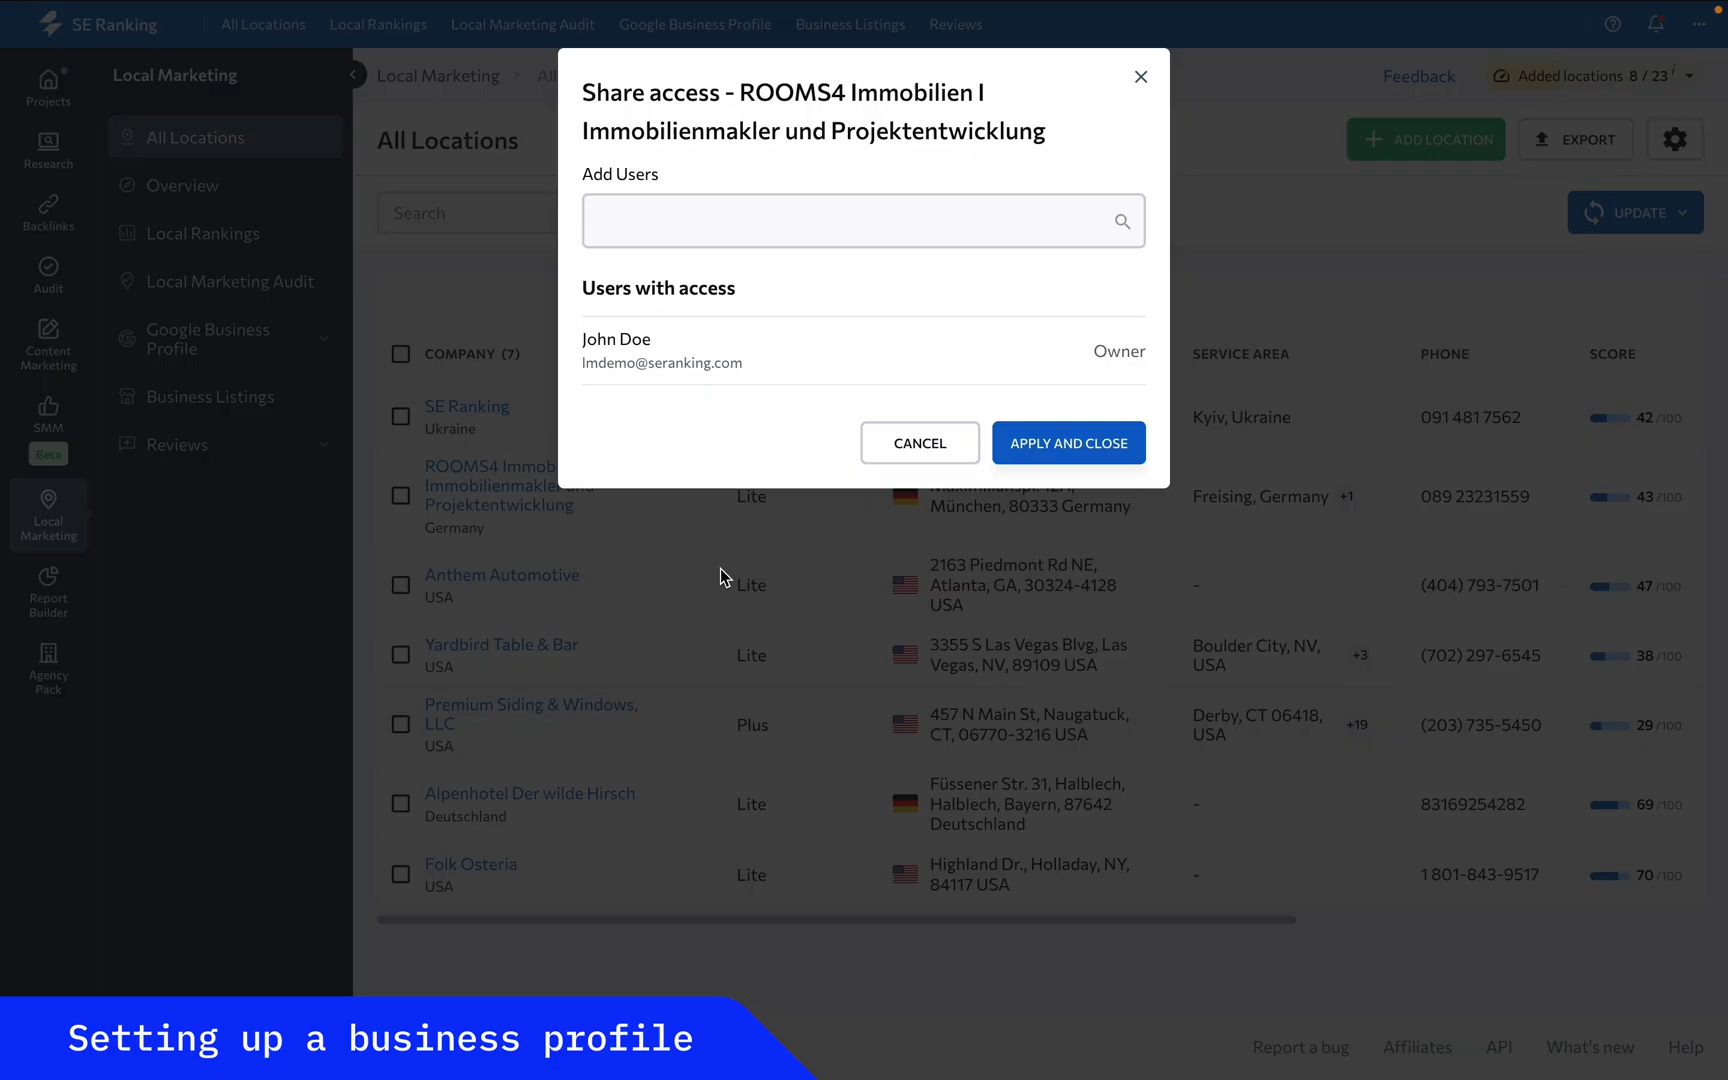 SE Ranking
All Locations
Local Rankings
Local Marketing Audit
Google Business Profile
Business Listings
Reviews
Projects
Research
Backlinks
Audit
Content
Marketing
SMM
Beta
Local
Marketing
Report
Builder
Agency
Pack
Local Marketing
All Locations
Overview
Local Rankings
Local Marketing Audit
Google Business
Profile
Business Listings
Reviews
Local Marketing > All
Feedback
Added locations 8 / 23 i
All Locations
ADD LOCATION
EXPORT
Search
UPDATE
Share access - ROOMS4 Immobilien I
Immobilienmakler und Projektentwicklung
Add Users
Users with access
John Doe
lmdemo@seranking.com
Owner
CANCEL
APPLY AND CLOSE
COMPANY (7)
SERVICE AREA
PHONE
SCORE
SE Ranking
Ukraine
Kyiv, Ukraine
091 481 7562
42 /100
ROOMS4 Immob
Immobilienmakler und
Projektentwicklung
Germany
Lite
München, 80333 Germany
Freising, Germany +1
089 23231559
43 /100
Anthem Automotive
USA
Lite
2163 Piedmont Rd NE,
Atlanta, GA, 30324-4128
USA
-
(404) 793-7501
47 /100
Yardbird Table & Bar
USA
Lite
3355 S Las Vegas Blvg, Las
Vegas, NV, 89109 USA
Boulder City, NV,
USA
+3
(702) 297-6545
38 /100
Premium Siding & Windows,
LLC
USA
Plus
457 N Main St, Naugatuck,
CT, 06770-3216 USA
Derby, CT 06418,
USA
+19
(203) 735-5450
29 /100
Alpenhotel Der wilde Hirsch
Deutschland
Lite
Füssener Str. 31, Halblech,
Halblech, Bayern, 87642
Deutschland
-
83169254282
69 /100
Folk Osteria
USA
Lite
Highland Dr., Holladay, NY,
84117 USA
-
1 801-843-9517
70 /100
Setting up a business profile
Report a bug
Affiliates
API
What's new
Help